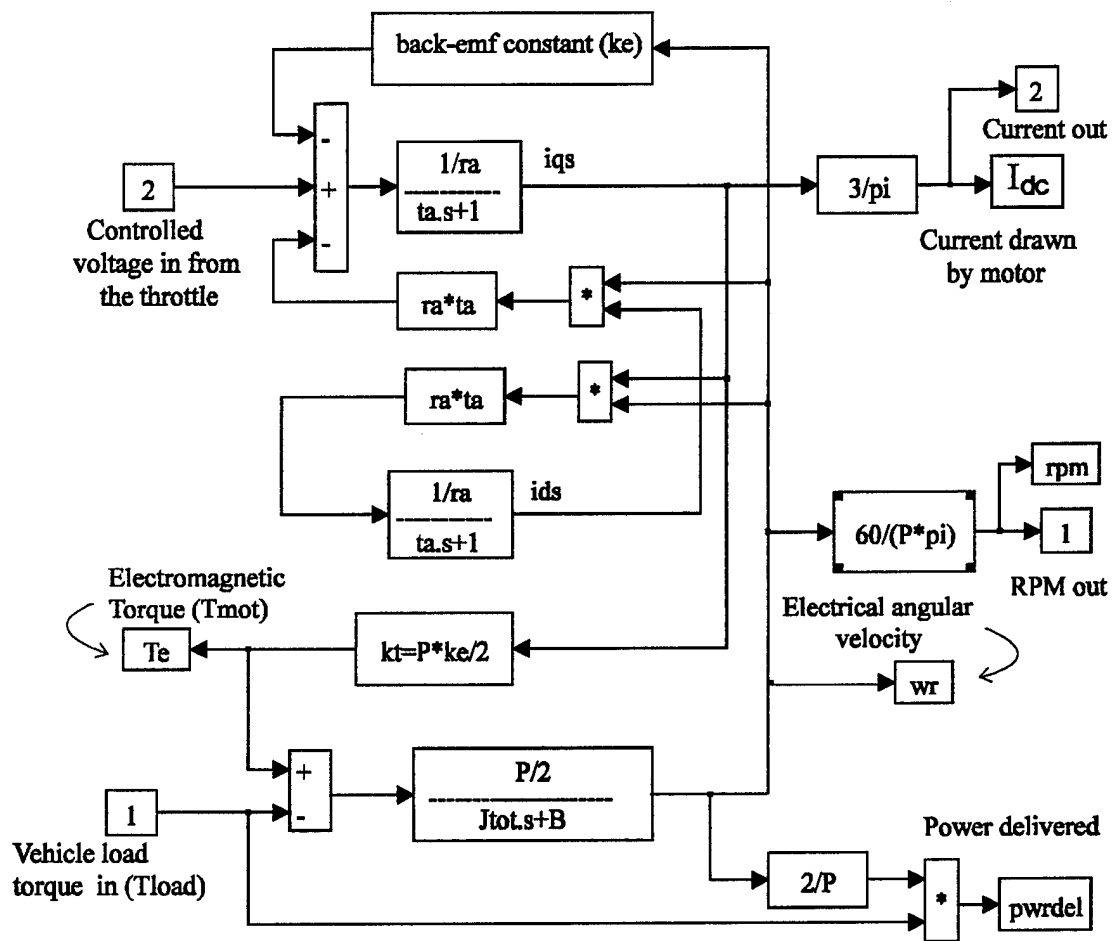 back-emf constant (ke)
2
Current out
-
+
-
1/ra
ta.s+1
iqs
3/pi
Idc
2
Controlled
voltage in from
the throttle
Current drawn
by motor
ra*ta
*
ra*ta
*
1/ra
ta.s+1
ids
rpm
60/(P*pi)
1
RPM out
Electromagnetic
Torque (Tmot)
Te
kt=P*ke/2
Electrical angular
velocity
wr
+
-
P/2
Jtot.s+B
1
Vehicle load
torque in (Tload)
Power delivered
2/P
*
pwrdel